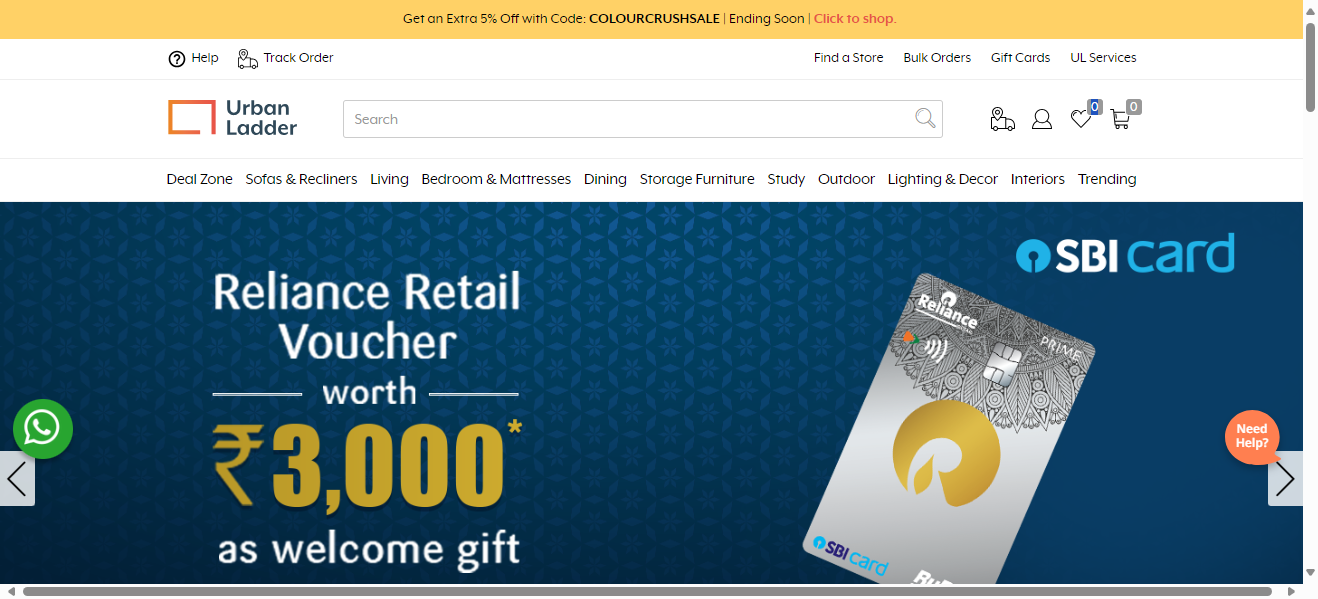 Get an Extra 5% Off with Code: COLOURCRUSHSALE | Ending Soon | Click to shop.
Help Track Order Find a Store Bulk Orders Gift Cards UL Services
Urban
Ladder
Search
0 0
Deal Zone Sofas & Recliners Living Bedroom & Mattresses Dining Storage Furniture Study Outdoor Lighting & Decor Interiors Trending
SBI card
Reliance Retail
Voucher
worth
₹3,000*
as welcome gift
Reliance
PRIME
SBI card
Need
Help?